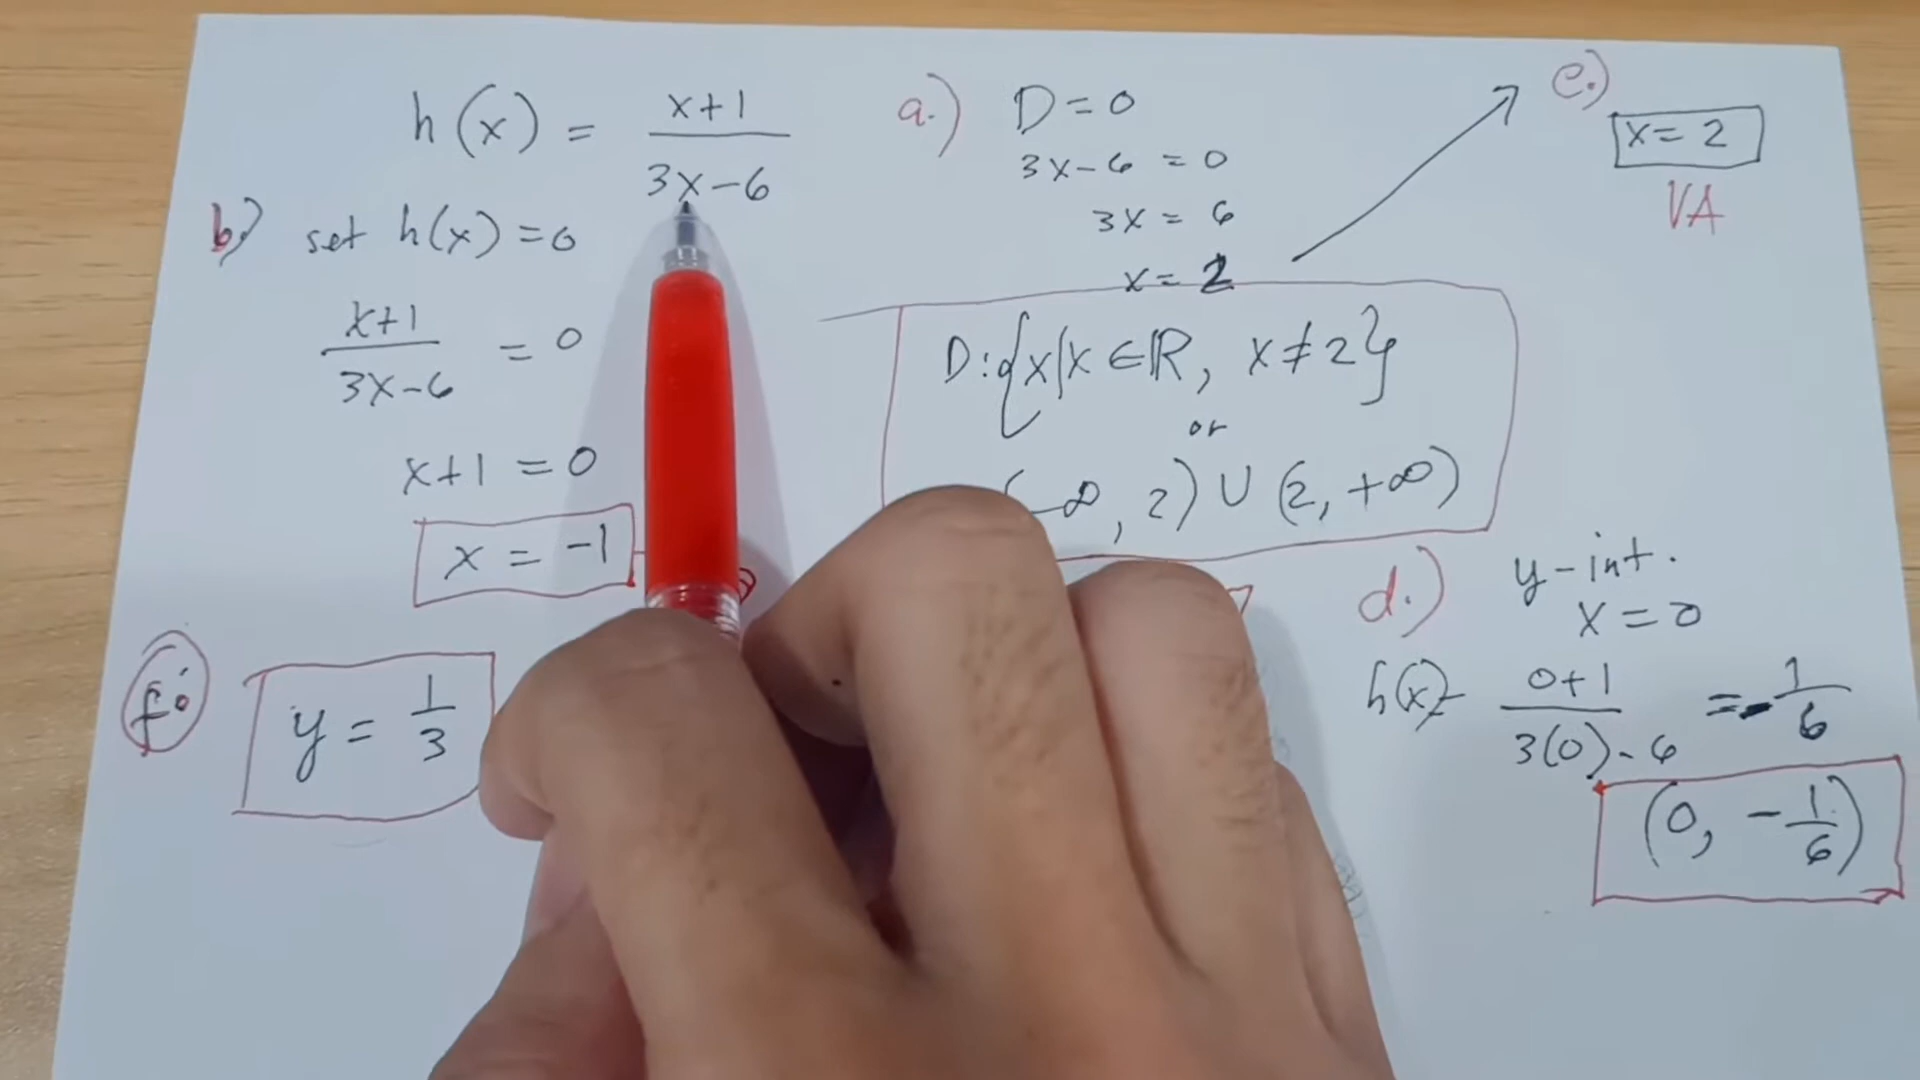 h(x) = x+1 / 3x-6
a.) D = 0
3x-6 = 0
3x = 6
x = 2
D:{x|x ∈ ℝ, x ≠ 2}
or
(-∞, 2) ∪ (2, +∞)
b.) set h(x) = 0
x+1 / 3x-6 = 0
x+1 = 0
x = -1
d.) y-int.
x = 0
h(x)= 0+1 / 3(0)-6 = -1/6
(0, -1/6)
e.)
x = 2
VA
f.
y = 1/3